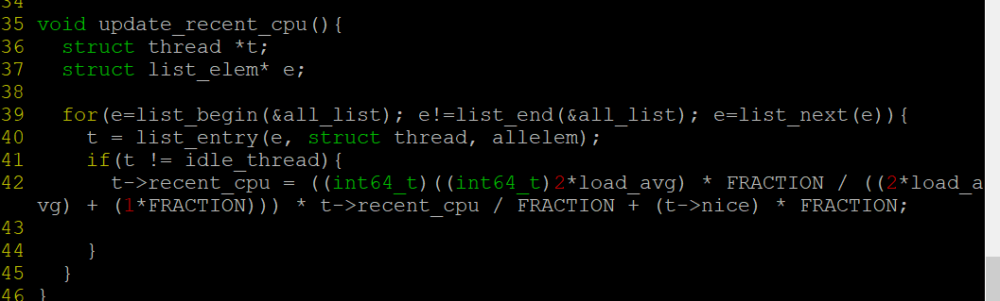 34
35 void update_recent_cpu(){
36   struct thread *t;
37   struct list_elem* e;
38
39   for(e=list_begin(&all_list); e!=list_end(&all_list); e=list_next(e)){
40     t = list_entry(e, struct thread, allelem);
41     if(t != idle_thread){
42       t->recent_cpu = ((int64_t)((int64_t)2*load_avg) * FRACTION / ((2*load_a
vg) + (1*FRACTION))) * t->recent_cpu / FRACTION + (t->nice) * FRACTION;
43
44     }
45   }
46 }